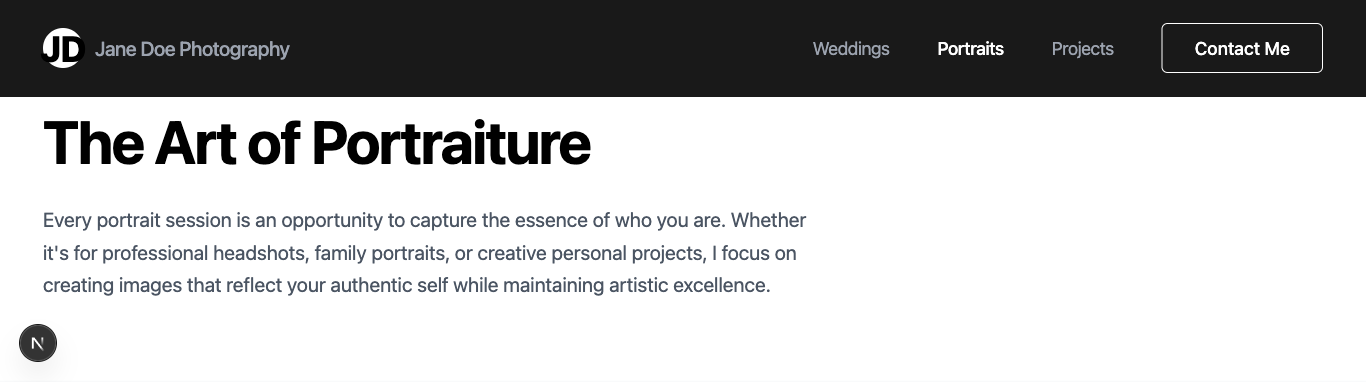 JD Jane Doe Photography Weddings Portraits Projects Contact Me
The Art of Portraiture
Every portrait session is an opportunity to capture the essence of who you are. Whether
it's for professional headshots, family portraits, or creative personal projects, I focus on
creating images that reflect your authentic self while maintaining artistic excellence.
N